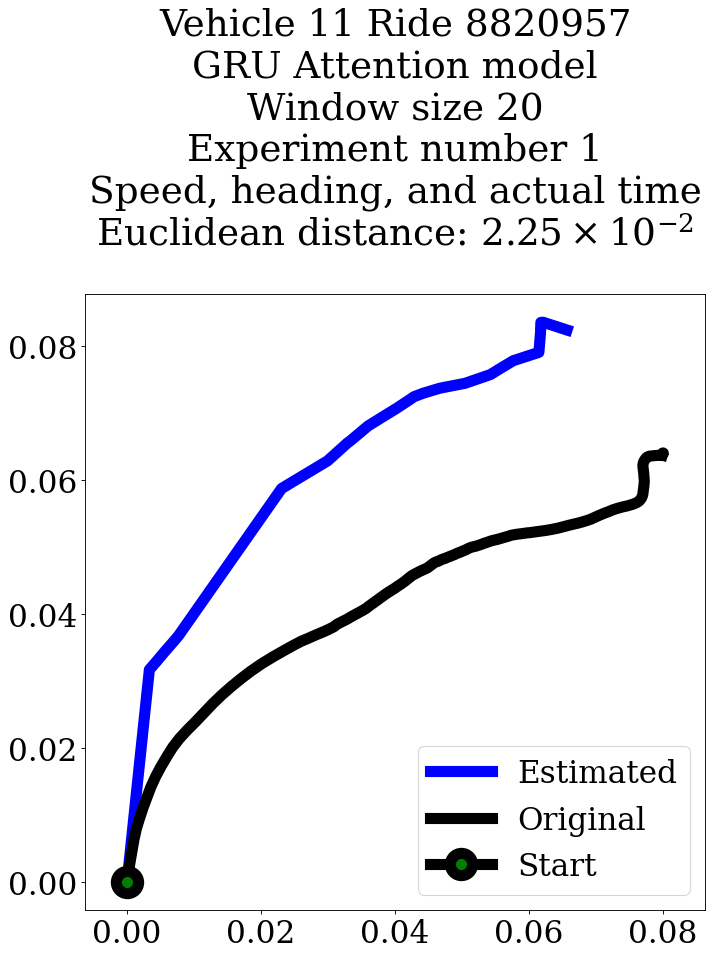 Vehicle 11 Ride 8820957
GRU Attention model
Window size 20
Experiment number 1
Speed, heading, and actual time
Euclidean distance: 2.25 × 10⁻²
0.08
0.06
0.04
0.02
0.00
Estimated
Original
Start
0.00 0.02 0.04 0.06 0.08